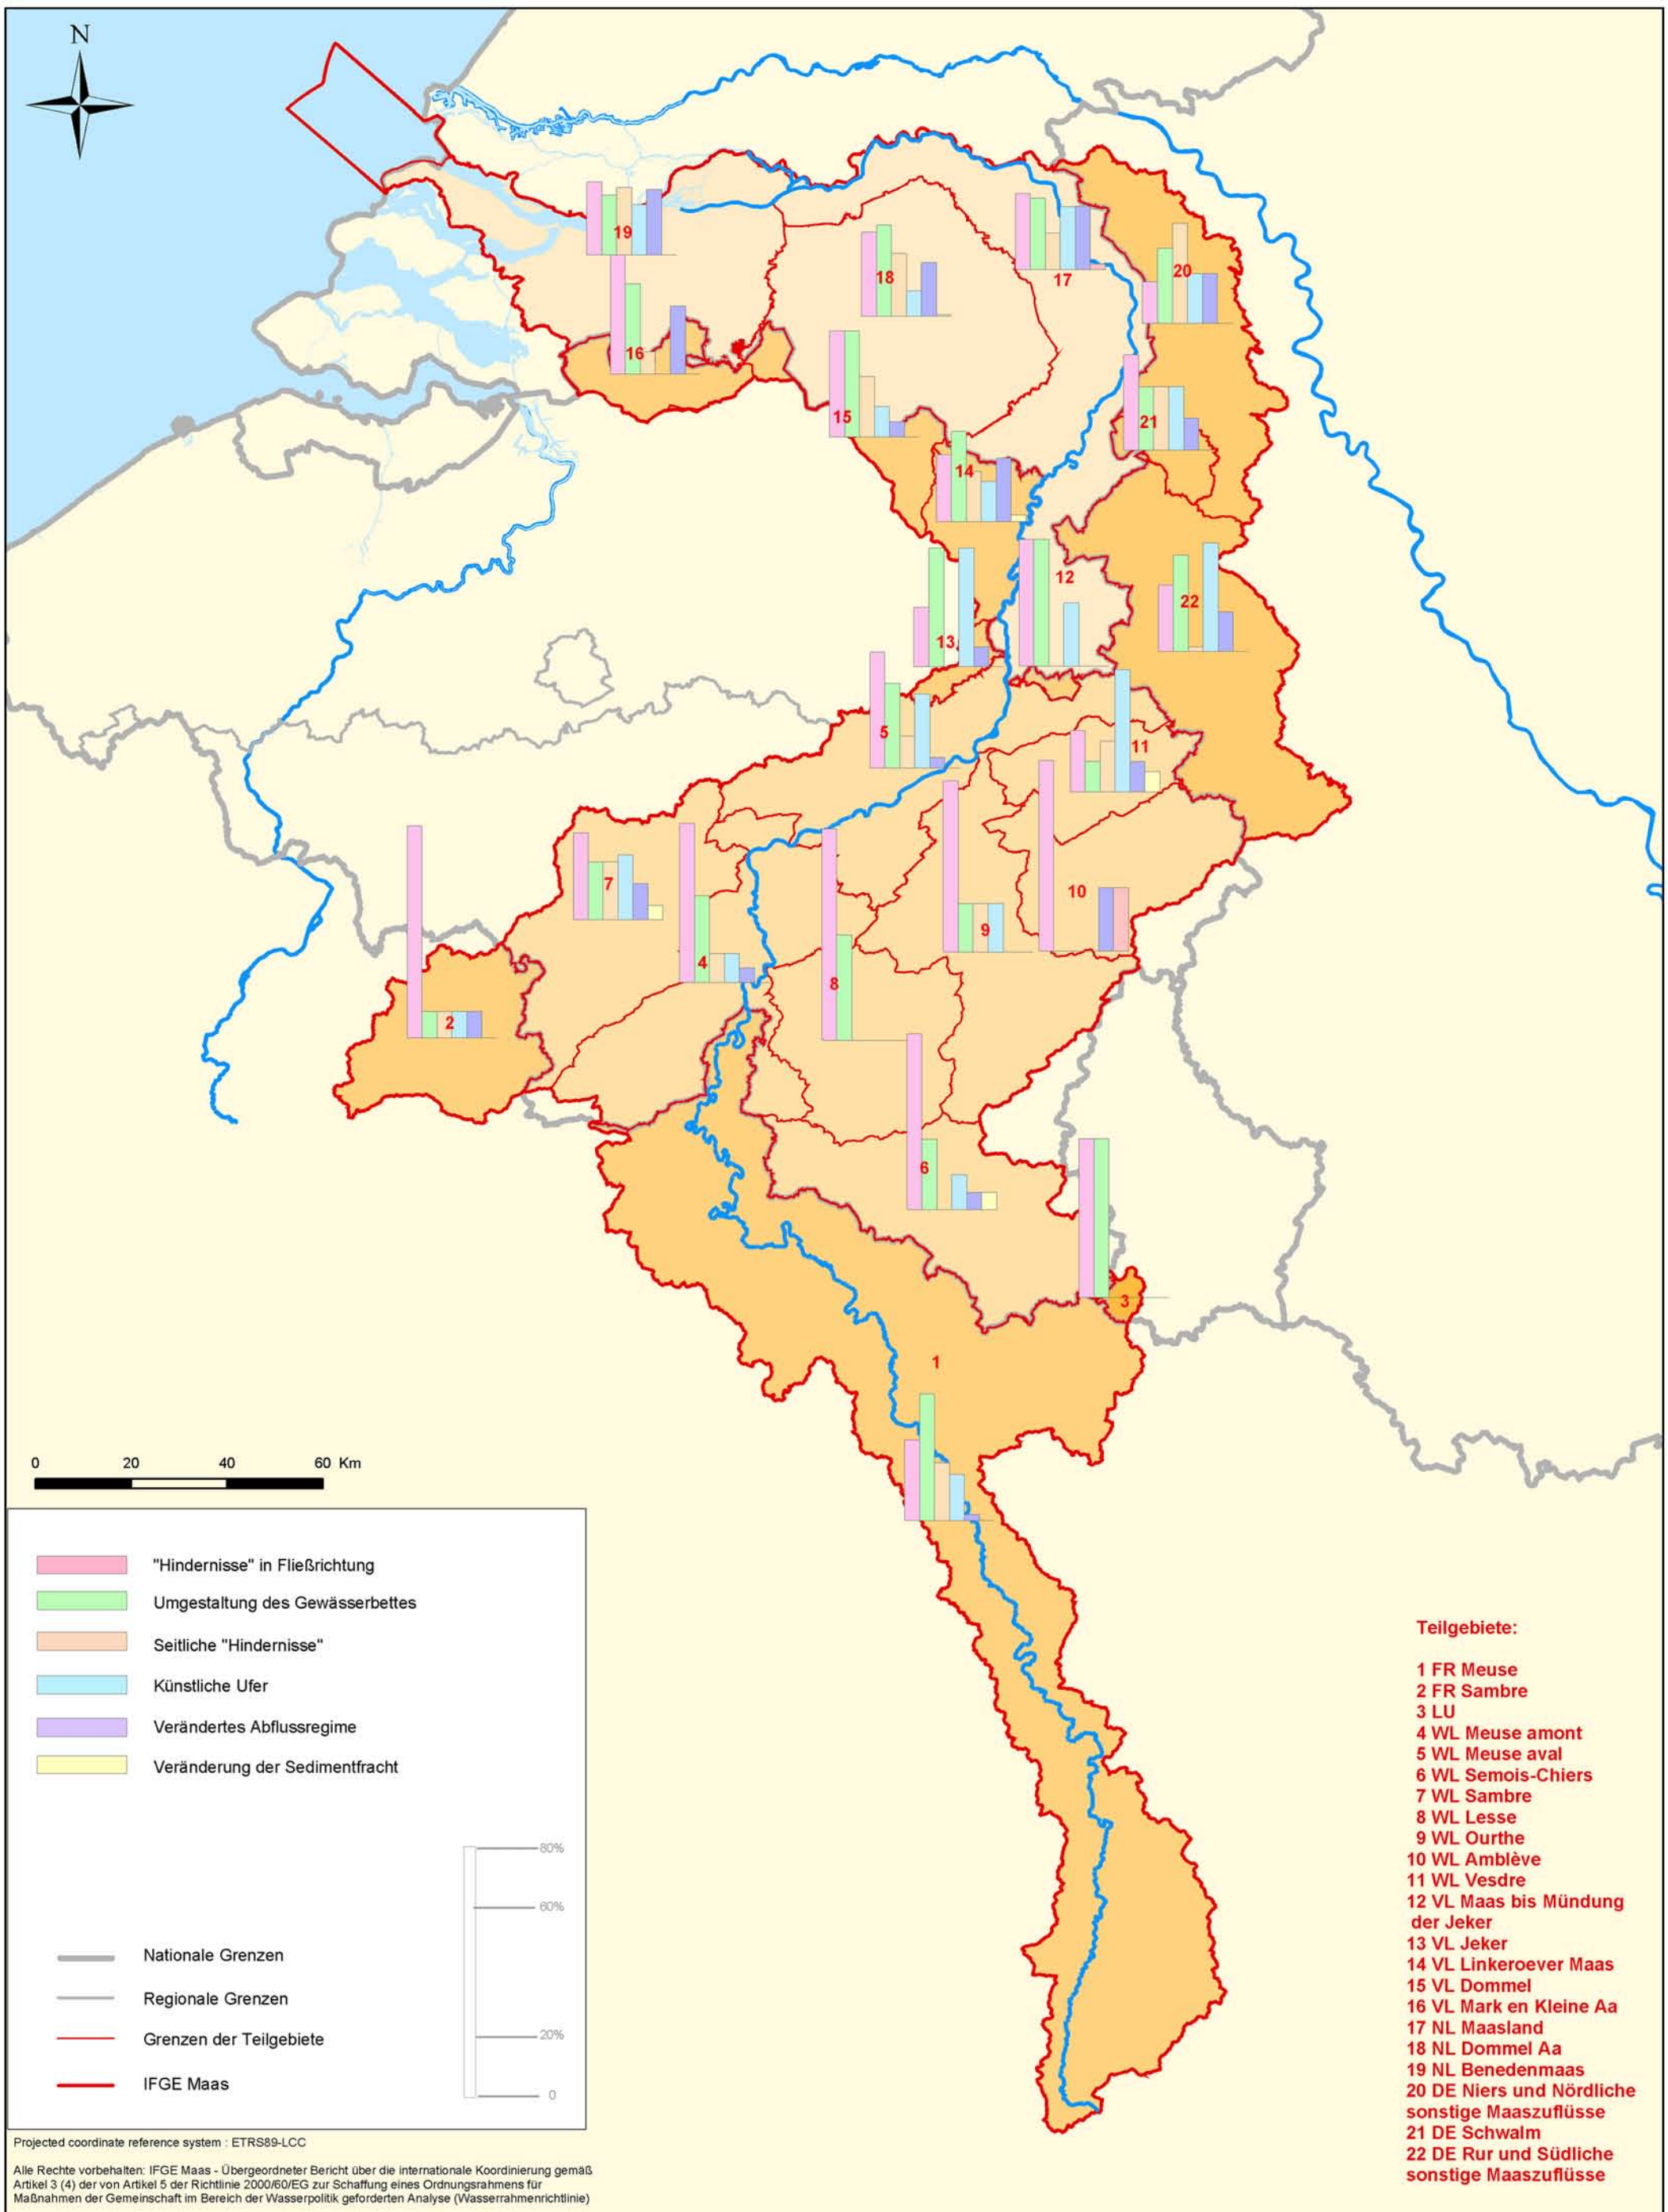 N
19
18
17
20
16
15
21
14
12
22
13
5
11
7
10
9
4
8
2
6
3
1
0 20 40 60 Km
"Hindernisse" in Fließrichtung
Umgestaltung des Gewässerbettes
Seitliche "Hindernisse"
Künstliche Ufer
Verändertes Abflussregime
Veränderung der Sedimentfracht
80%
60%
20%
0
Nationale Grenzen
Regionale Grenzen
Grenzen der Teilgebiete
IFGE Maas
Teilgebiete:
1 FR Meuse
2 FR Sambre
3 LU
4 WL Meuse amont
5 WL Meuse aval
6 WL Semois-Chiers
7 WL Sambre
8 WL Lesse
9 WL Ourthe
10 WL Amblève
11 WL Vesdre
12 VL Maas bis Mündung
der Jeker
13 VL Jeker
14 VL Linkeroever Maas
15 VL Dommel
16 VL Mark en Kleine Aa
17 NL Maasland
18 NL Dommel Aa
19 NL Benedenmaas
20 DE Niers und Nördliche
sonstige Maaszuflüsse
21 DE Schwalm
22 DE Rur und Südliche
sonstige Maaszuflüsse
Projected coordinate reference system : ETRS89-LCC
Alle Rechte vorbehalten: IFGE Maas - Übergeordneter Bericht über die internationale Koordinierung gemäß
Artikel 3 (4) der von Artikel 5 der Richtlinie 2000/60/EG zur Schaffung eines Ordnungsrahmens für
Maßnahmen der Gemeinschaft im Bereich der Wasserpolitik geforderten Analyse (Wasserrahmenrichtlinie)